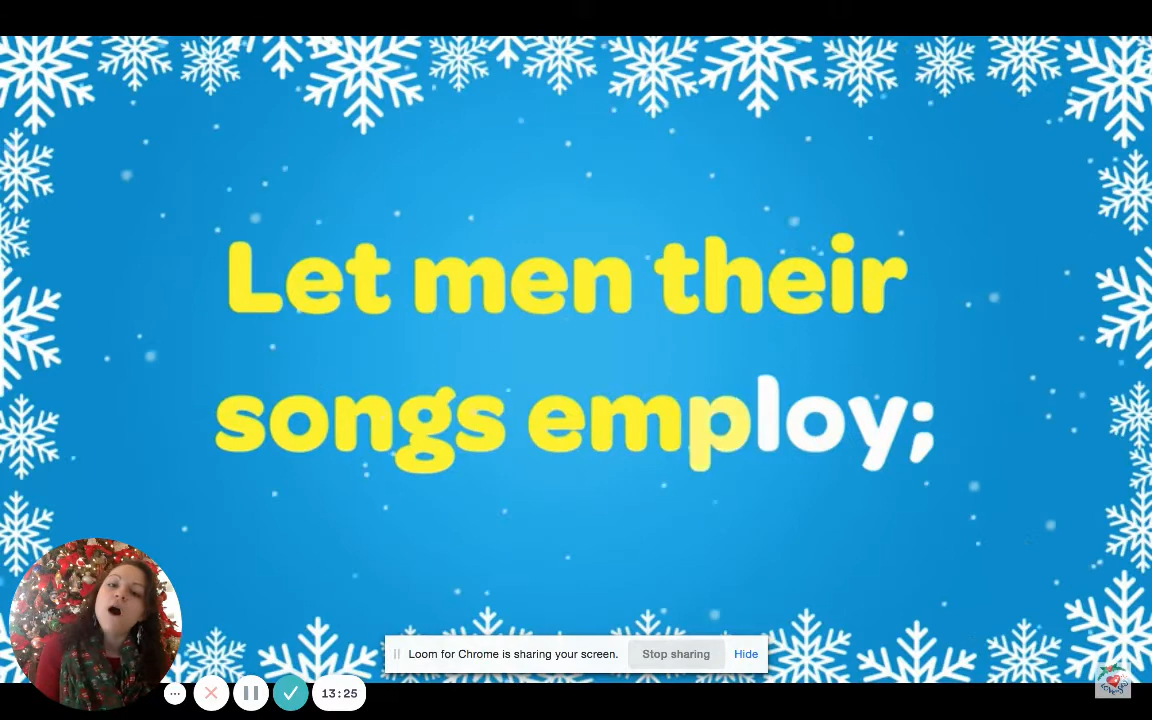 Let men their
songs employ;
Loom for Chrome is sharing your screen. Stop sharing Hide
13:25